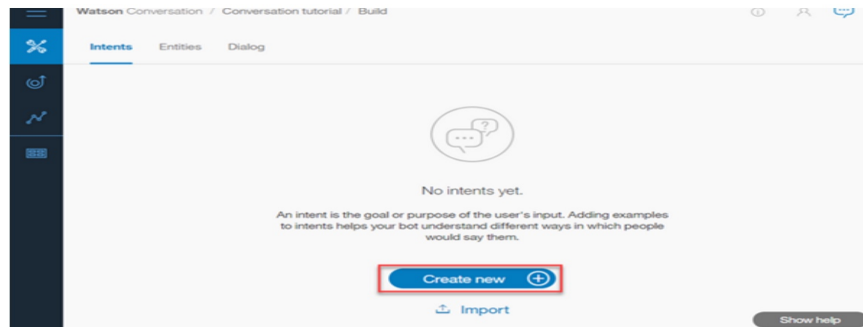 Watson Conversation / Conversation tutorial / Build
Intents Entities Dialog
?
No intents yet.
An intent is the goal or purpose of the user's input. Adding examples
to intents helps your bot understand different ways in which people
would say them.
Create new
Import
Show help